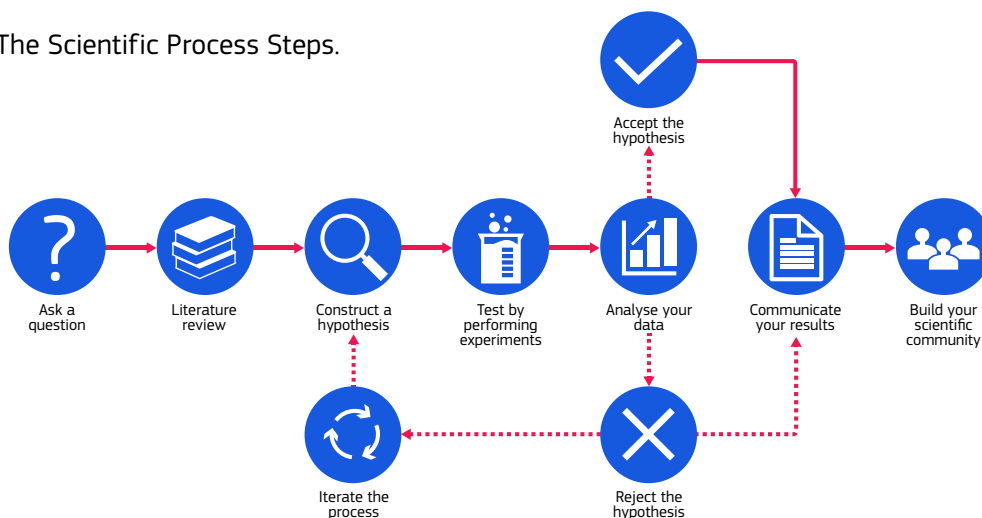 The Scientific Process Steps.
Accept the
hypothesis
Ask a
question
Literature
review
Construct a
hypothesis
Test by
performing
experiments
Analyse your
data
Communicate
your results
Build your
scientific
community
Iterate the
process
Reject the
hypothesis